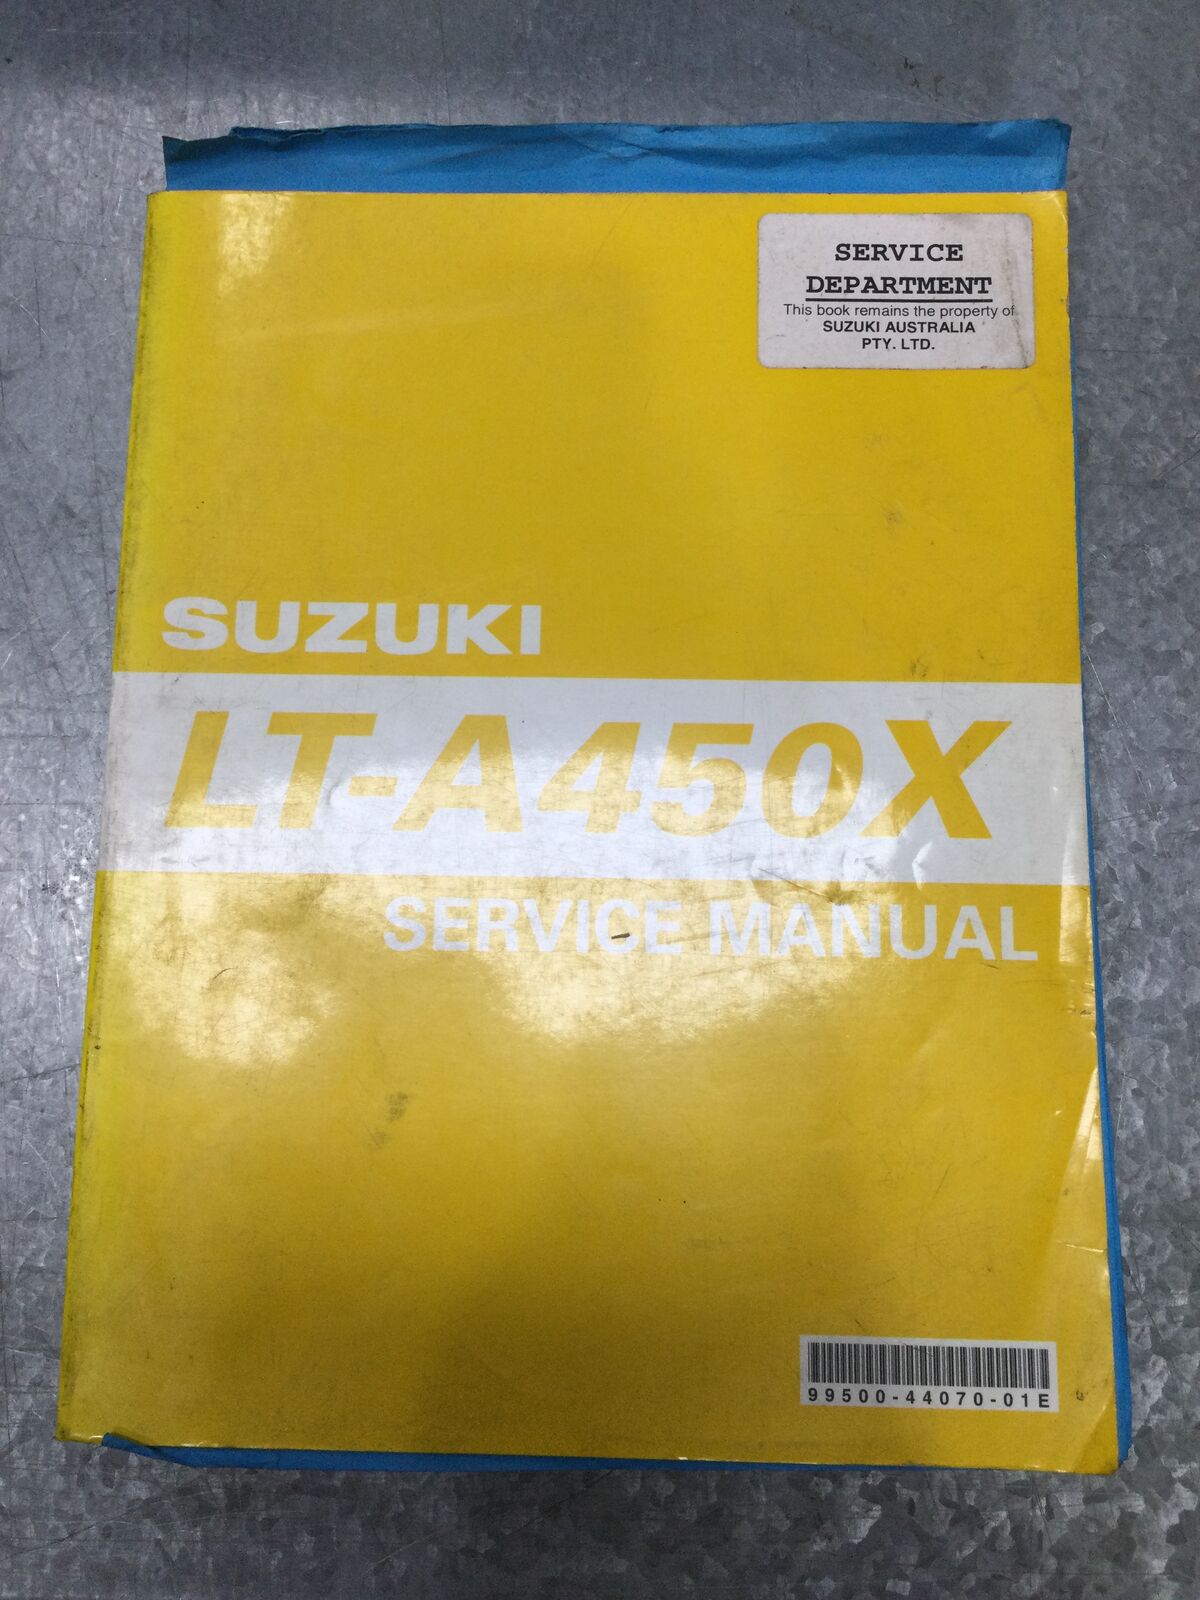 SERVICE
DEPARTMENT
This book remains the property of
SUZUKI AUSTRALIA
PTY. LTD.
SUZUKI
LT-A450X
SERVICE MANUAL
99500-44070-01E